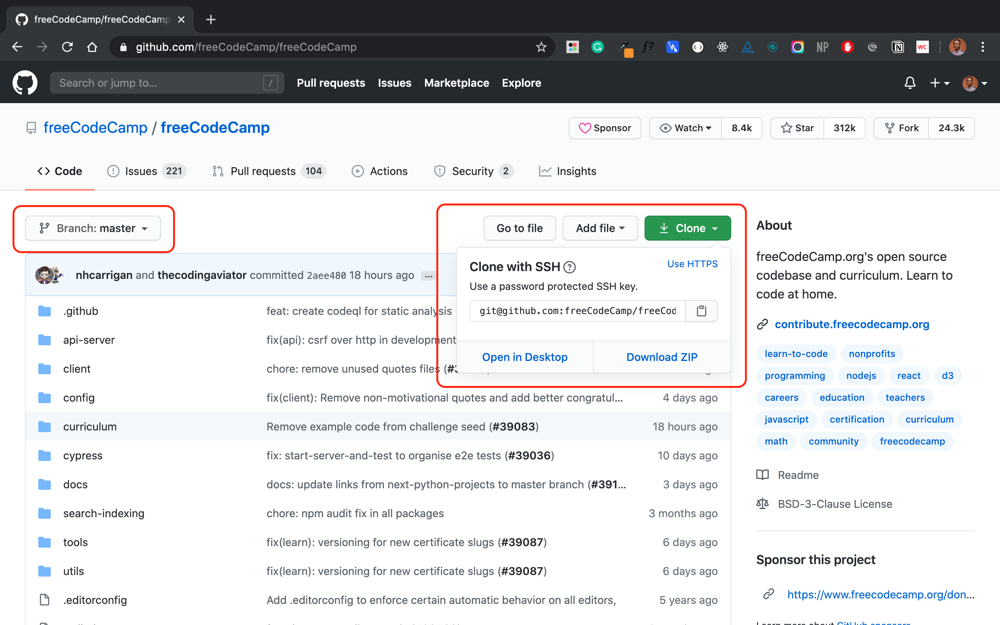 freeCodeCamp/freeCodeCamp
github.com/freeCodeCamp/freeCodeCamp
NP
WC
Search or jump to... /
Pull requests Issues Marketplace Explore
freeCodeCamp / freeCodeCamp
Sponsor Watch 8.4k Star 312k Fork 24.3k
Code Issues 221 Pull requests 104 Actions Security 2 Insights
Branch: master
Go to file Add file Clone
nhcarrigan and thecodingaviator committed 2aee480 18 hours ago ...
Clone with SSH ? Use HTTPS
Use a password protected SSH key.
git@github.com:freeCodeCamp/freeCod
Open in Desktop Download ZIP
.github feat: create codeql for static analysis
api-server fix(api): csrf over http in development
client chore: remove unused quotes files (
config fix(client): Remove non-motivational quotes and add better congratul... 4 days ago
curriculum Remove example code from challenge seed (#39083) 18 hours ago
cypress fix: start-server-and-test to organise e2e tests (#39036) 10 days ago
docs docs: update links from next-python-projects to master branch (#391... 3 days ago
search-indexing chore: npm audit fix in all packages 3 months ago
tools fix(learn): versioning for new certificate slugs (#39087) 6 days ago
utils fix(learn): versioning for new certificate slugs (#39087) 6 days ago
.editorconfig Add .editorconfig to enforce certain automatic behavior on all editors, 5 years ago
About
freeCodeCamp.org's open source
codebase and curriculum. Learn to
code at home.
contribute.freecodecamp.org
learn-to-code nonprofits
programming nodejs react d3
careers education teachers
javascript certification curriculum
math community freecodecamp
Readme
BSD-3-Clause License
Sponsor this project
https://www.freecodecamp.org/don...
Learn more about GitHub sponsors